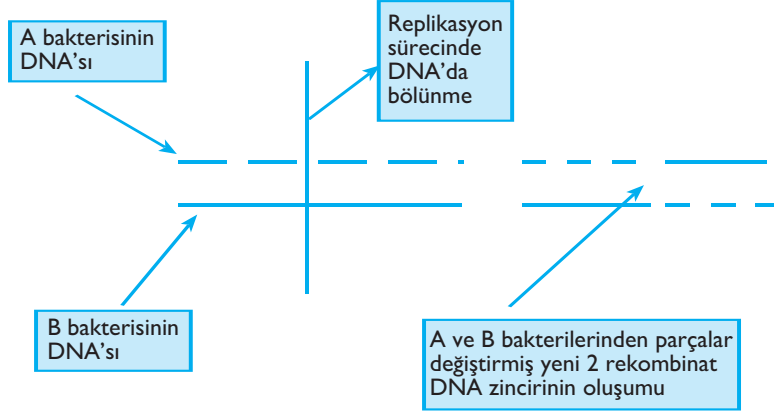 A bakterisinin
DNA’sı
Replikasyon
sürecinde
DNA’da
bölünme
B bakterisinin
DNA’sı
A ve B bakterilerinden parçalar
değiştirmiş yeni 2 rekombinat
DNA zincirinin oluşumu